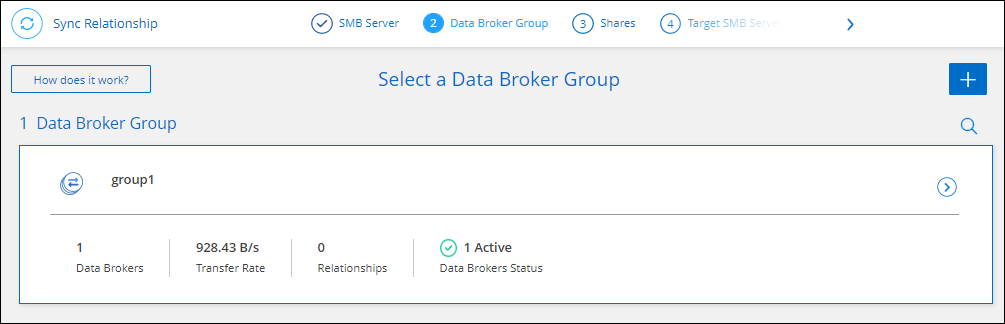 Sync Relationship
SMB Server
2 Data Broker Group
3 Shares
4 Target SMB Server
How does it work?
Select a Data Broker Group
+
1 Data Broker Group
group1
1
Data Brokers
928.43 B/s
Transfer Rate
0
Relationships
1 Active
Data Brokers Status